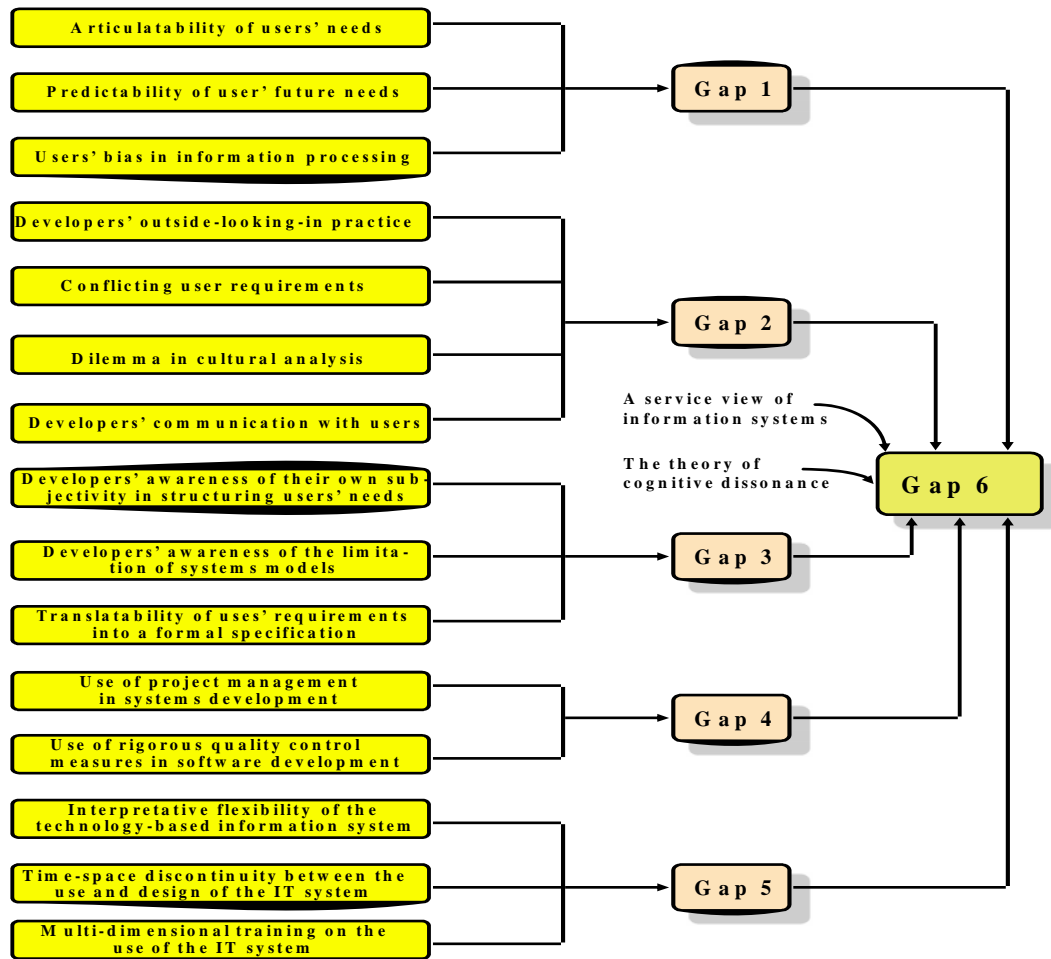 Articulatability of users' needs
Predictability of user' future needs
Users' bias in information processing
Gap 1
Developers' outside-looking-in practice
Conflicting user requirements
Dilemma in cultural analysis
Developers' communication with users
Gap 2
A service view of
information systems
The theory of
cognitive dissonance
Gap 6
Developers' awareness of their own sub-
jectivity in structuring users' needs
Developers' awareness of the limita-
tion of systems models
Translatability of uses' requirements
into a formal specification
Gap 3
Use of project management
in systems development
Use of rigorous quality control
measures in software development
Gap 4
Interpretative flexibility of the
technology-based information system
Time-space discontinuity between the
use and design of the IT system
Multi-dimensional training on the
use of the IT system
Gap 5